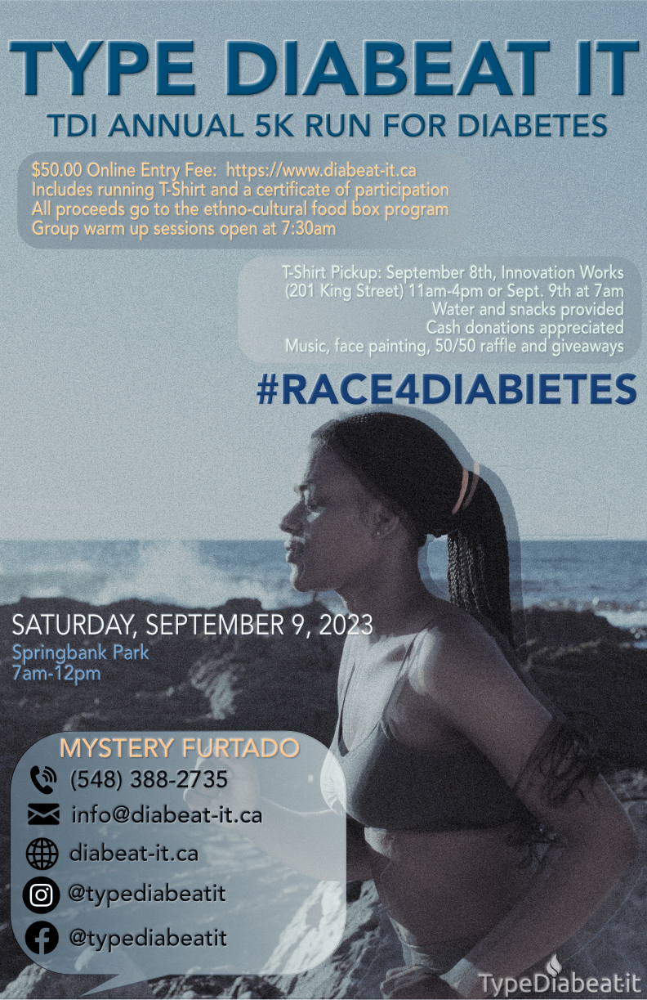 TYPE DIABEAT IT
TDI ANNUAL 5K RUN FOR DIABETES
$50.00 Online Entry Fee: https://www.diabeat-it.ca
Includes running T-Shirt and a certificate of participation
All proceeds go to the ethno-cultural food box program
Group warm up sessions open at 7:30am
T-Shirt Pickup: September 8th, Innovation Works
(201 King Street) 11am-4pm or Sept. 9th at 7am
Water and snacks provided
Cash donations appreciated
Music, face painting, 50/50 raffle and giveaways
#RACE4DIABIETES
SATURDAY, SEPTEMBER 9, 2023
Springbank Park
7am-12pm
MYSTERY FURTADO
(548) 388-2735
info@diabeat-it.ca
diabeat-it.ca
@typediabeatit
@typediabeatit
TypeDiabeat:it